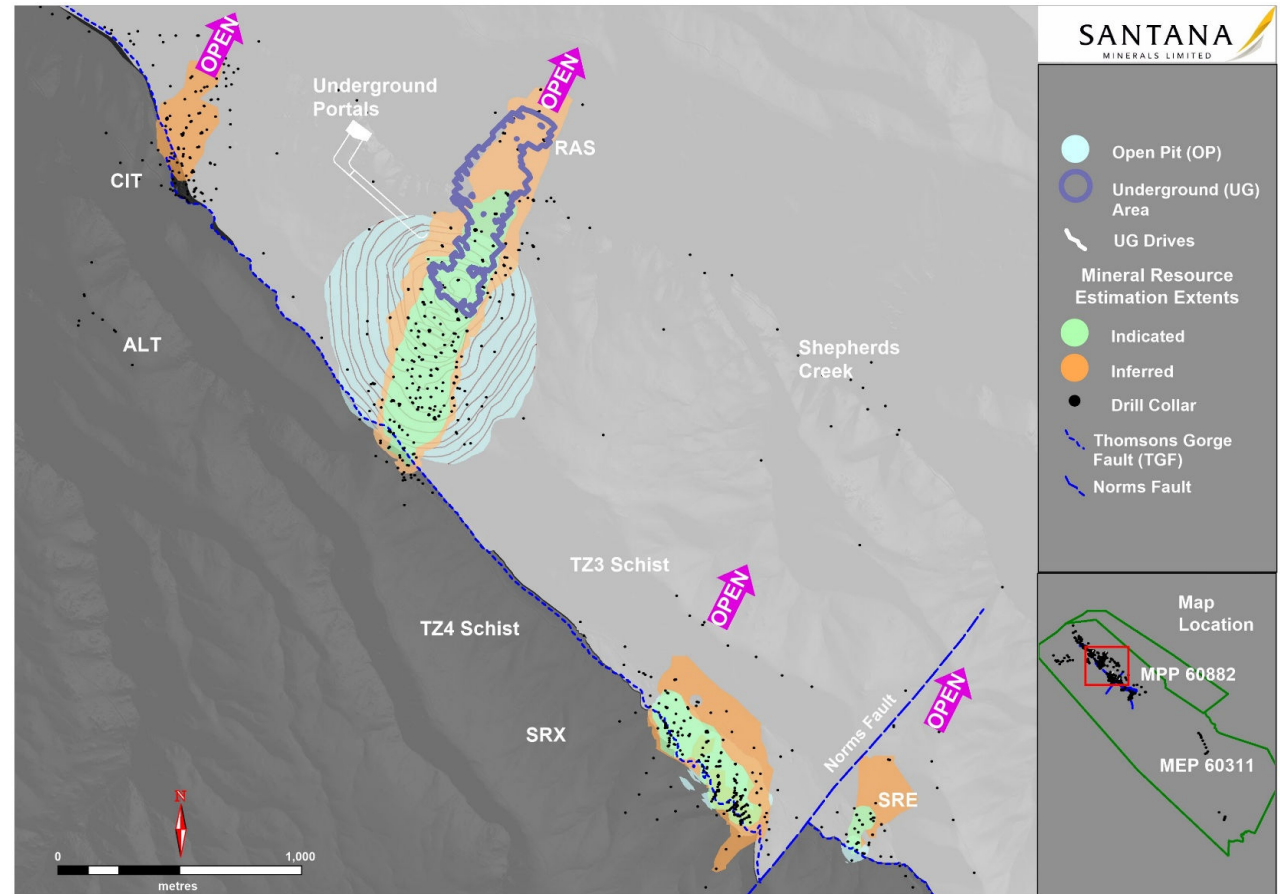 OPEN
Underground
Portals
OPEN
RAS
CIT
ALT
Shepherds
Creek
TZ3 Schist
OPEN
TZ4 Schist
SRX
Norms Fault
OPEN
SRE
N
0
1,000
metres
SANTANA
MINERALS LIMITED
Open Pit (OP)
Underground (UG)
Area
UG Drives
Mineral Resource
Estimation Extents
Indicated
Inferred
Drill Collar
Thomsons Gorge
Fault (TGF)
Norms Fault
Map
Location
MPP 60882
MEP 60311